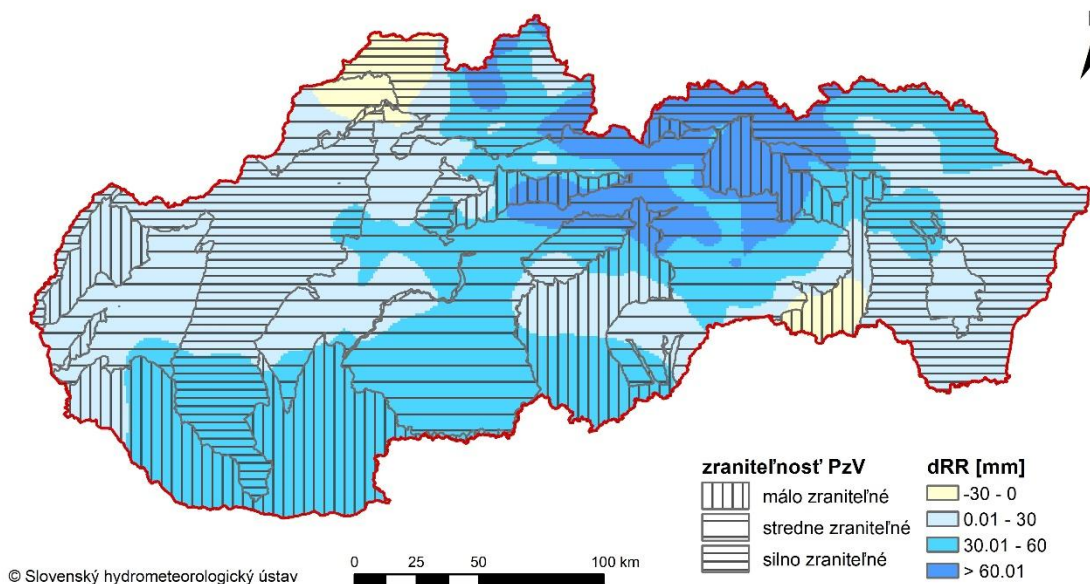 zraniteľnosť PzV
málo zraniteľné
stredne zraniteľné
silno zraniteľné
dRR [mm]
-30 - 0
0.01 - 30
30.01 - 60
> 60.01
0 25 50 100 km
© Slovenský hydrometeorologický ústav